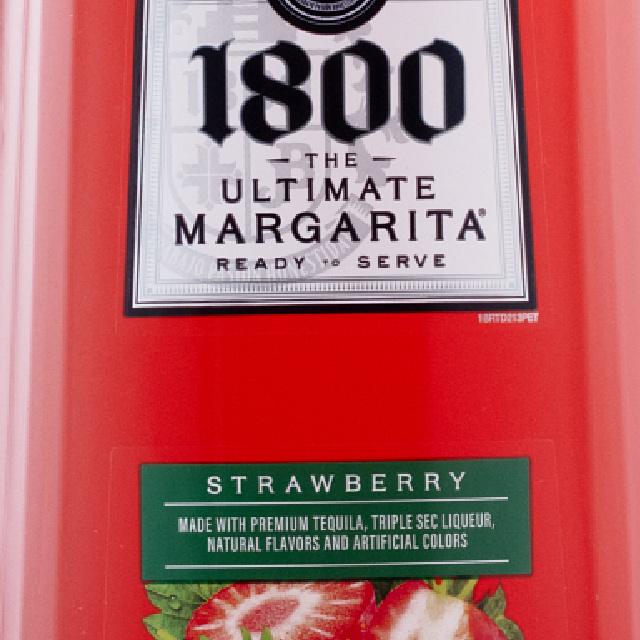 1800
THE
ULTIMATE
MARGARITA®
READY TO SERVE
STRAWBERRY
MADE WITH PREMIUM TEQUILA, TRIPLE SEC LIQUEUR,
NATURAL FLAVORS AND ARTIFICIAL COLORS